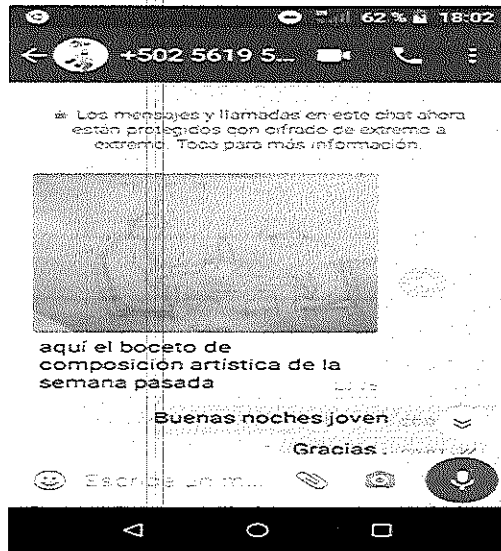 62 % 18:02
+502 5619 5...
Los mensajes y llamadas en este chat ahora
están protegidos con cifrado de extremo a
extremo. Toca para más información.
aquí el boceto de
composición artística de la
semana pasada
Buenas noches joven
Gracias
Escribe un m...